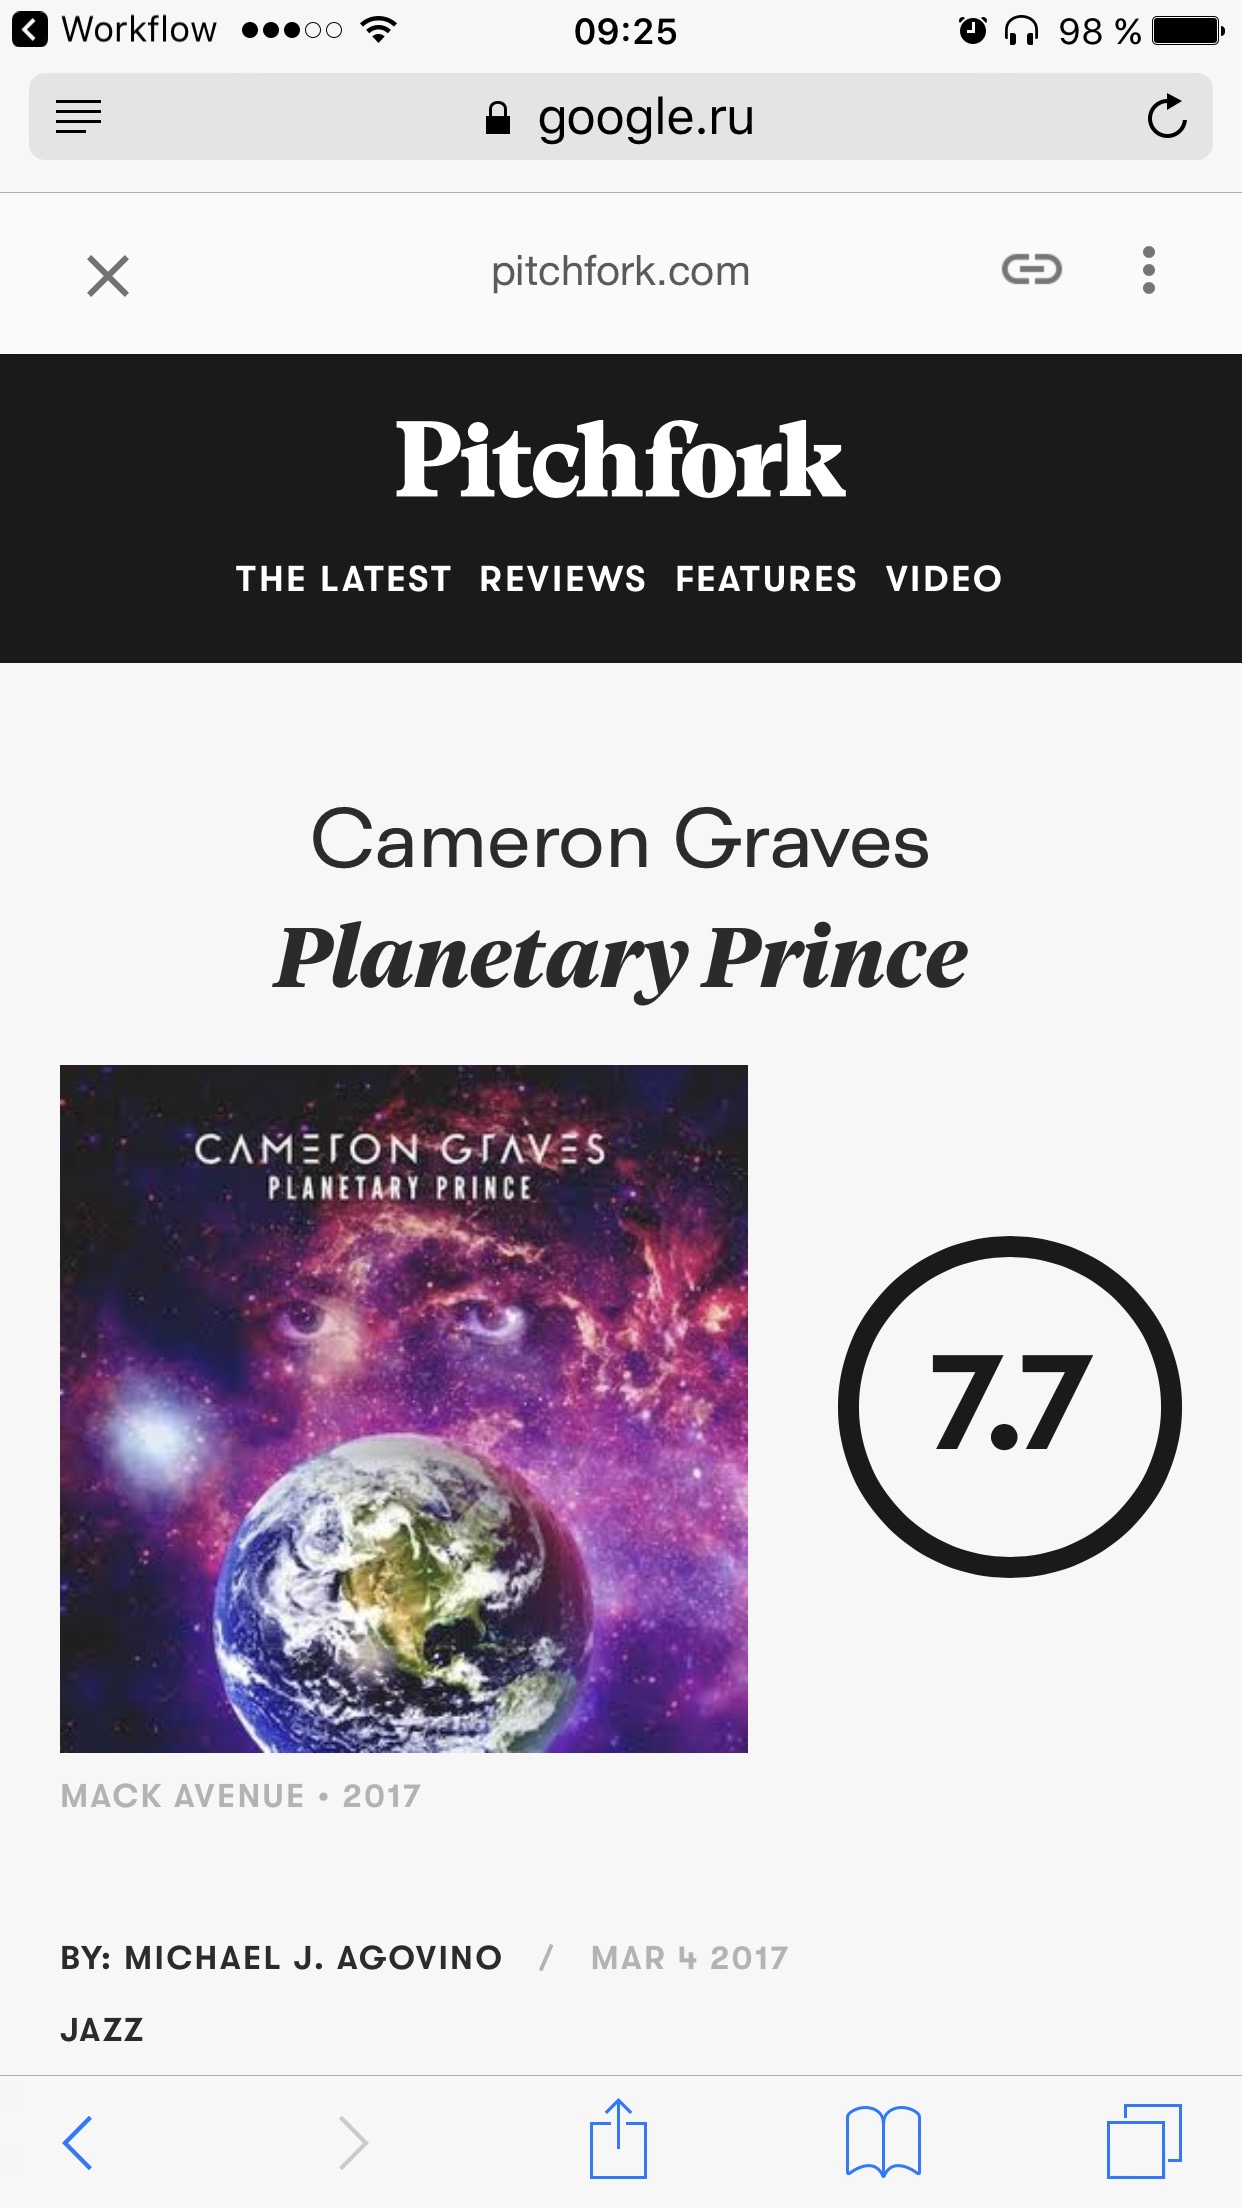 Workflow 09:25 98 %
google.ru
pitchfork.com
Pitchfork
THE LATEST REVIEWS FEATURES VIDEO
Cameron Graves
Planetary Prince
CAMERON GRAVES
PLANETARY PRINCE
7.7
MACK AVENUE • 2017
BY: MICHAEL J. AGOVINO / MAR 4 2017
JAZZ